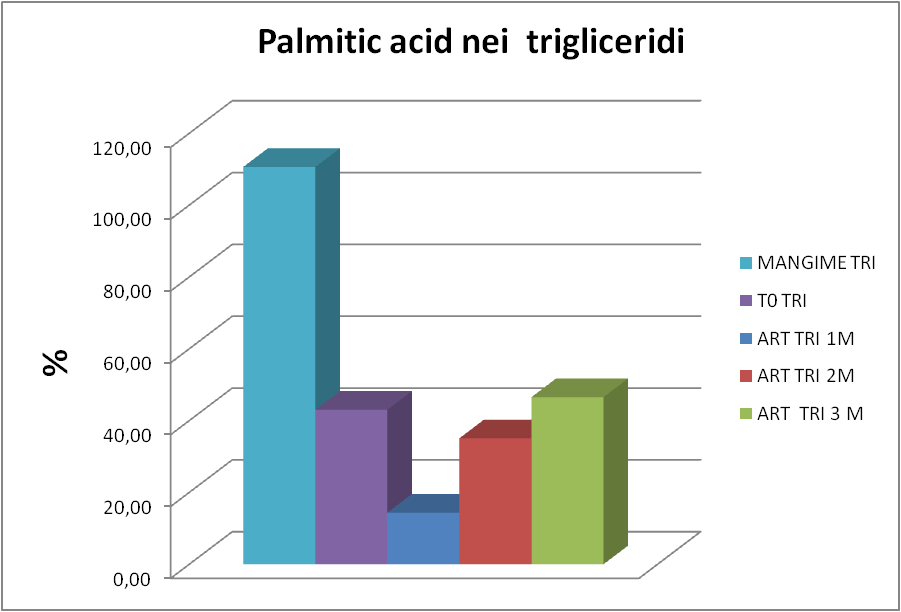 Palmitic acid nei  trigliceridi
%
120,00
100,00
80,00
60,00
40,00
20,00
0,00
MANGIME TRI
T0 TRI
ART TRI 1M
ART TRI 2M
ART  TRI 3 M